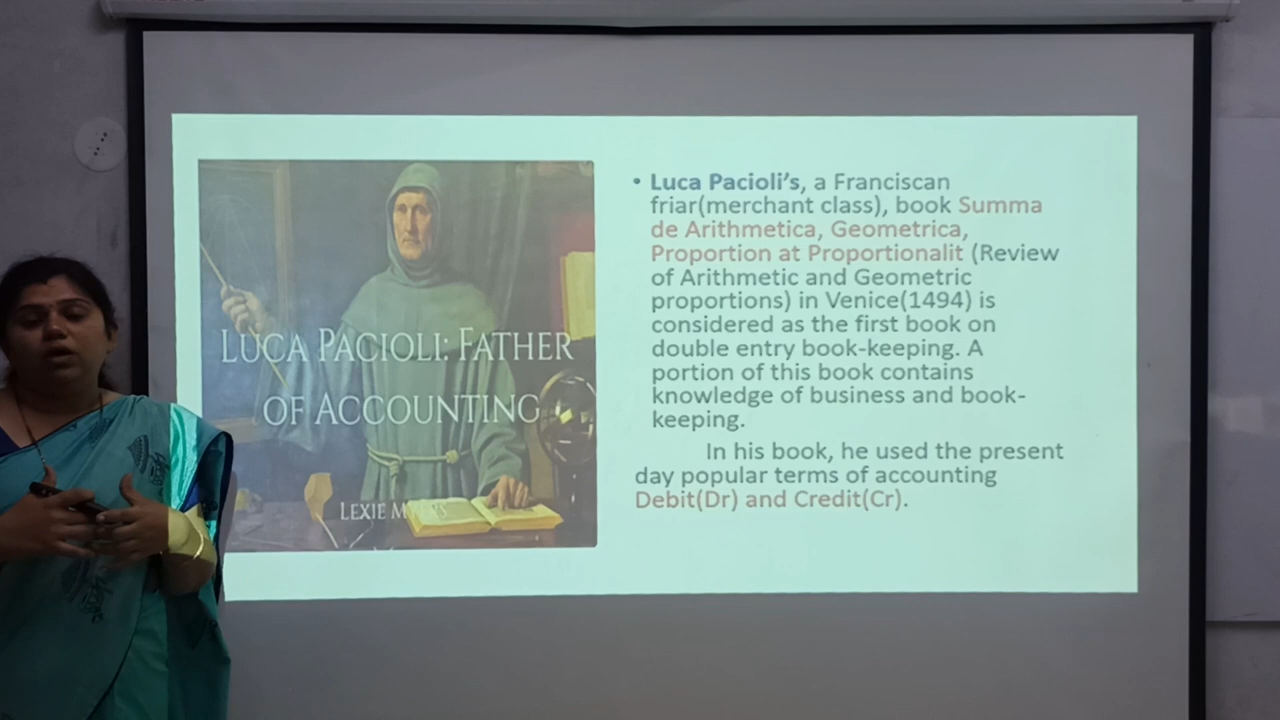 LUCA PACIOLI: FATHER
OF ACCOUNTING
LEXIE
• Luca Pacioli's, a Franciscan
friar(merchant class), book Summa
de Arithmetica, Geometrica,
Proportion at Proportionalit (Review
of Arithmetic and Geometric
proportions) in Venice(1494) is
considered as the first book on
double entry book-keeping. A
portion of this book contains
knowledge of business and book-
keeping.
In his book, he used the present
day popular terms of accounting
Debit(Dr) and Credit(Cr).